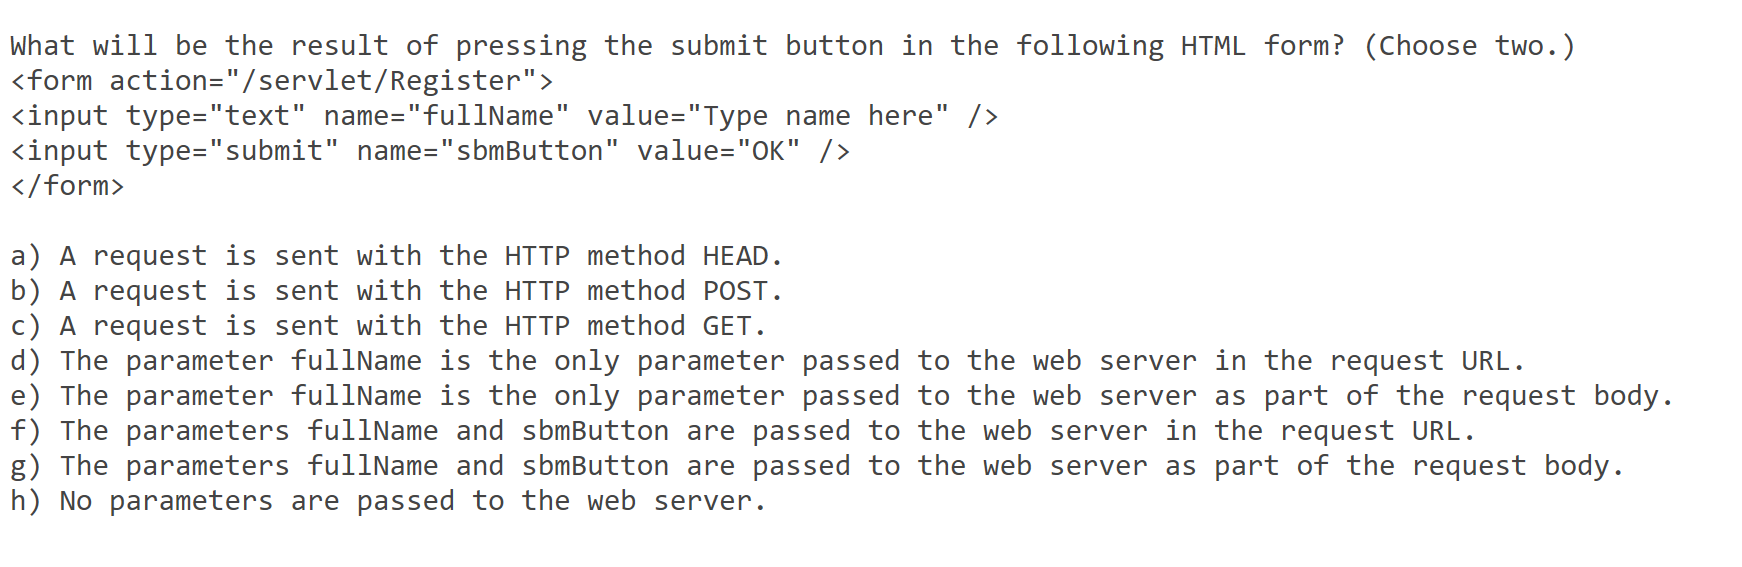 What will be the result of pressing the submit button in the following HTML form? (Choose two.)
<form action="/servlet/Register">
<input type="text" name="fullName" value="Type name here" />
<input type="submit" name="sbmButton" value="OK" />
</form>
a) A request is sent with the HTTP method HEAD.
b) A request is sent with the HTTP method POST.
c) A request is sent with the HTTP method GET.
d) The parameter fullName is the only parameter passed to the web server in the request URL.
e) The parameter fullName is the only parameter passed to the web server as part of the request body.
f) The parameters fullName and sbmButton are passed to the web server in the request URL.
g) The parameters fullName and sbmButton are passed to the web server as part of the request body.
h) No parameters are passed to the web server.